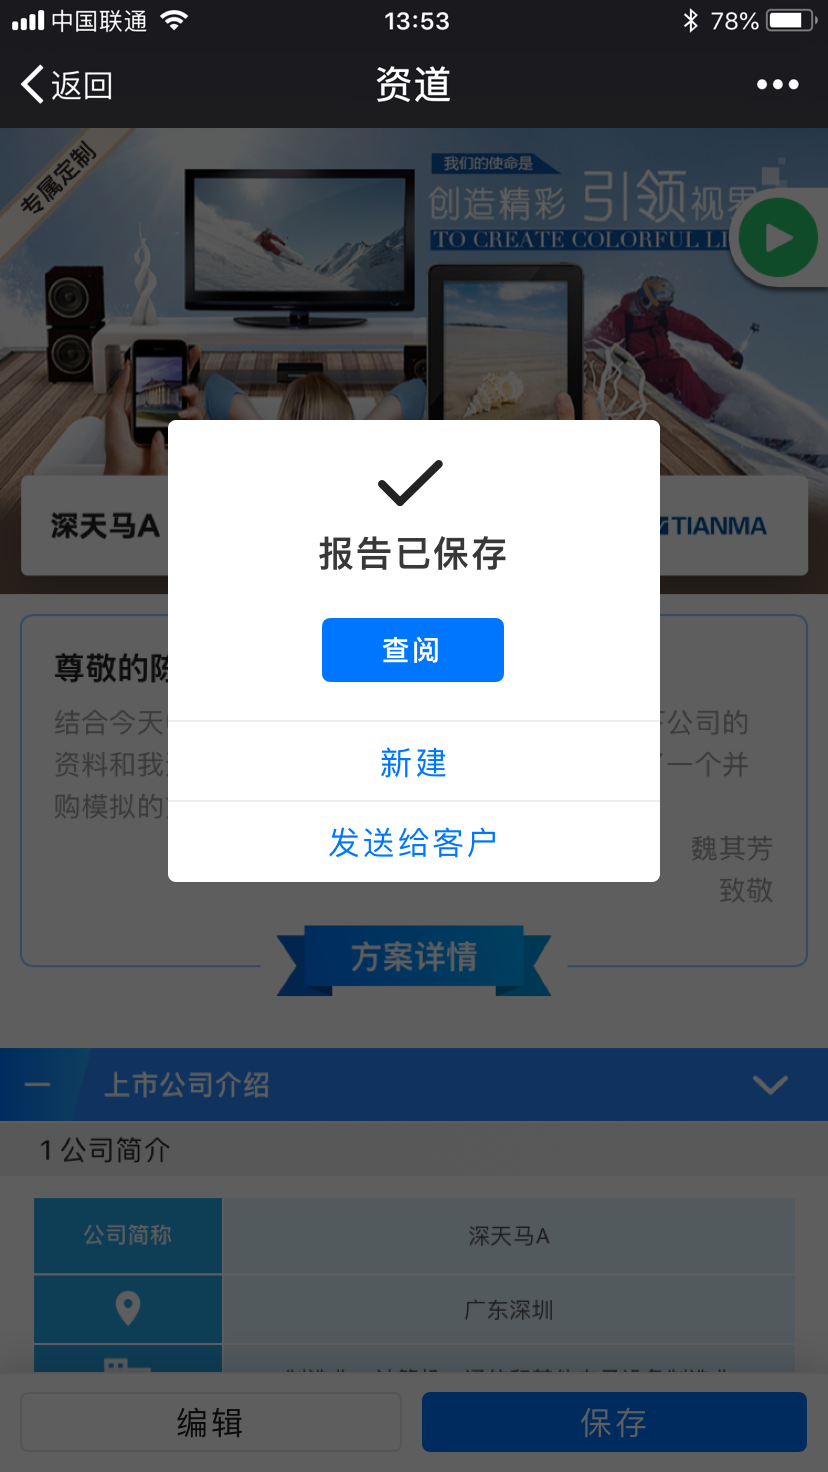 中国联通
13:53
78%
返回
资道
专属定制
我们的使命是
创造精彩 引领视界
TO CREATE COLORFUL LI
深天马A
TIANMA
报告已保存
查阅
尊敬的陈
结合今天
公司的
新建
资料和我
一个并
购模拟的
发送给客户
魏其芳
致敬
方案详情
一
上市公司介绍
1 公司简介
公司简称
深天马A
广东深圳
编辑
保存